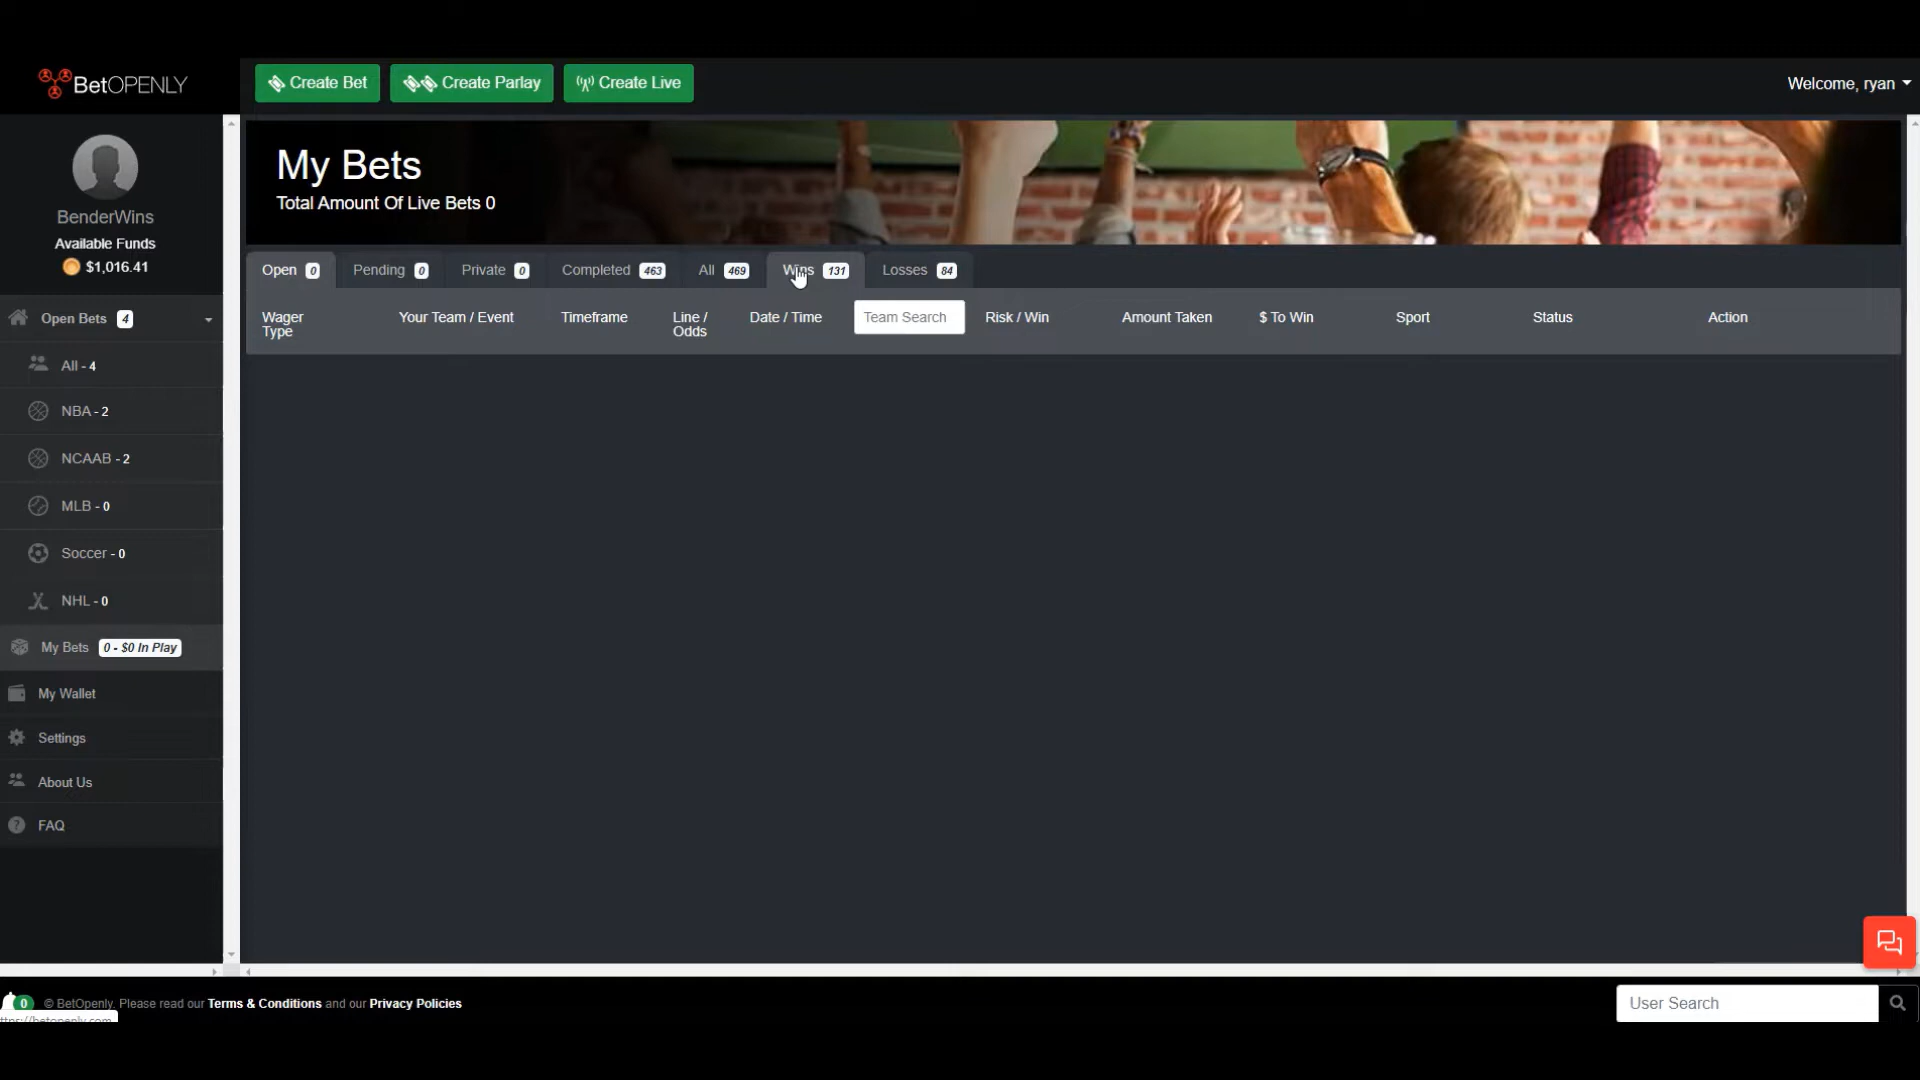 BetOPENLY
Create Bet
Create Parlay
Create Live
Welcome, ryan
BenderWins
Available Funds
$1,016.41
Open Bets 4
All - 4
NBA - 2
NCAAB - 2
MLB - 0
Soccer - 0
NHL - 0
My Bets 0 - $0 In Play
My Wallet
Settings
About Us
FAQ
My Bets
Total Amount Of Live Bets 0
Open 0
Pending 0
Private 0
Completed 463
All 469
Wins 131
Losses 84
Wager
Type
Your Team / Event
Timeframe
Line /
Odds
Date / Time
Team Search
Risk / Win
Amount Taken
$ To Win
Sport
Status
Action
0
© BetOpenly. Please read our Terms & Conditions and our Privacy Policies
User Search